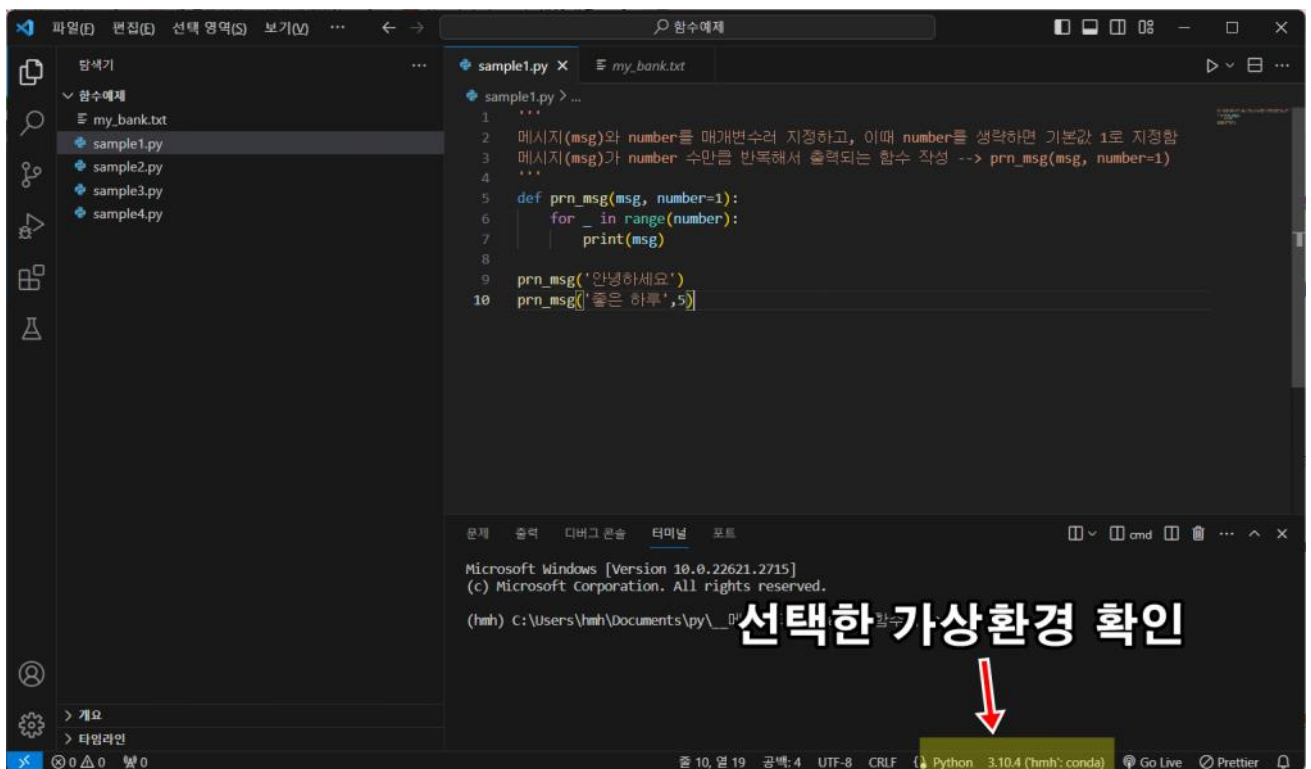 파일(F) 편집(E) 선택 영역(S) 보기(V) ··· ← → 함수예제
탐색기 ···
함수예제
my_bank.txt
sample1.py
sample2.py
sample3.py
sample4.py
개요
타임라인
sample1.py × my_bank.txt
sample1.py > ...
1 '''
2 메시지(msg)와 number를 매개변수러 지정하고, 이때 number를 생략하면 기본값 1로 지정함
3 메시지(msg)가 number 수만큼 반복해서 출력되는 함수 작성 --> prn_msg(msg, number=1)
4 '''
5 def prn_msg(msg, number=1):
6 for _ in range(number):
7 print(msg)
8
9 prn_msg('안녕하세요')
10 prn_msg('좋은 하루',5)
문제 출력 디버그 콘솔 터미널 포트 cmd
Microsoft Windows [Version 10.0.22621.2715]
(c) Microsoft Corporation. All rights reserved.
(hmh) C:\Users\hmh\Documents\py\__
선택한 가상환경 확인
0 0 0 줄 10, 열 19 공백: 4 UTF-8 CRLF Python 3.10.4 ('hmh': conda) Go Live Prettier